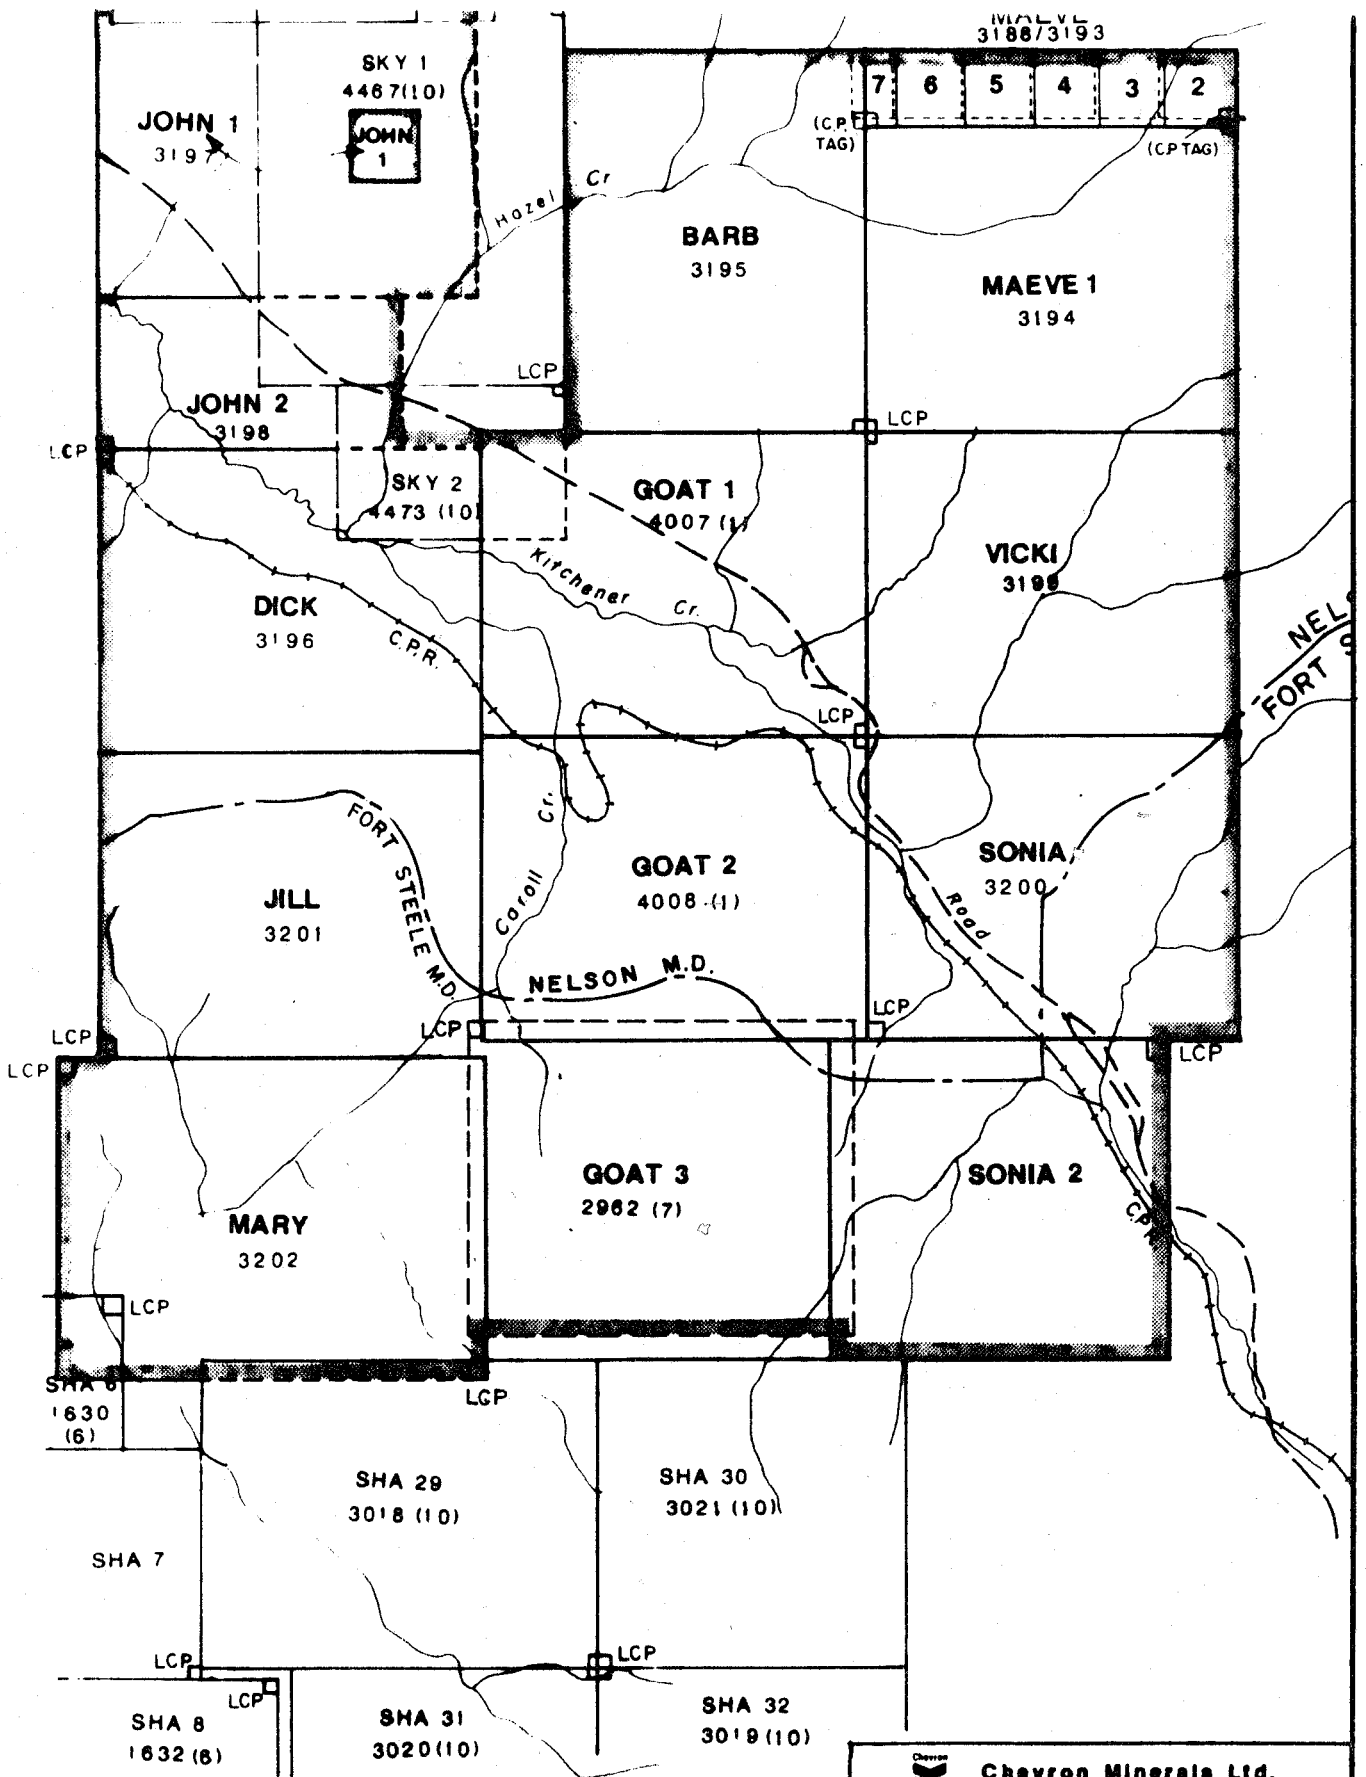 MAEVE
3188/3193
SKY 1
4467(10)
JOHN 1
3197
JOHN
1
7 6 5 4 3 2
(C.P.
TAG)
(C.P. TAG)
Hazel Cr
BARB
3195
MAEVE 1
3194
LCP
JOHN 2
3198
LCP
LCP
SKY 2
4473 (10)
GOAT 1
4007 (1)
VICKI
Kitchener Cr.
DICK
3196
C.P.R.
NELS
FORT S
LCP
FORT STEELE M.D.
Cr.
Caroll
GOAT 2
4008 (1)
SONIA
3200
Road
JILL
3201
NELSON M.D.
LCP
LCP
LCP
LCP
LCP
GOAT 3
2962 (7)
SONIA 2
C.P.R.
MARY
3202
LCP
SHA 6
1630
(6)
LCP
SHA 29
3018 (10)
SHA 30
3021 (10)
SHA 7
LCP
LCP
LCP
SHA 8
1632 (6)
SHA 31
3020(10)
SHA 32
3019(10)
Chevron
Chevron Minerals Ltd.